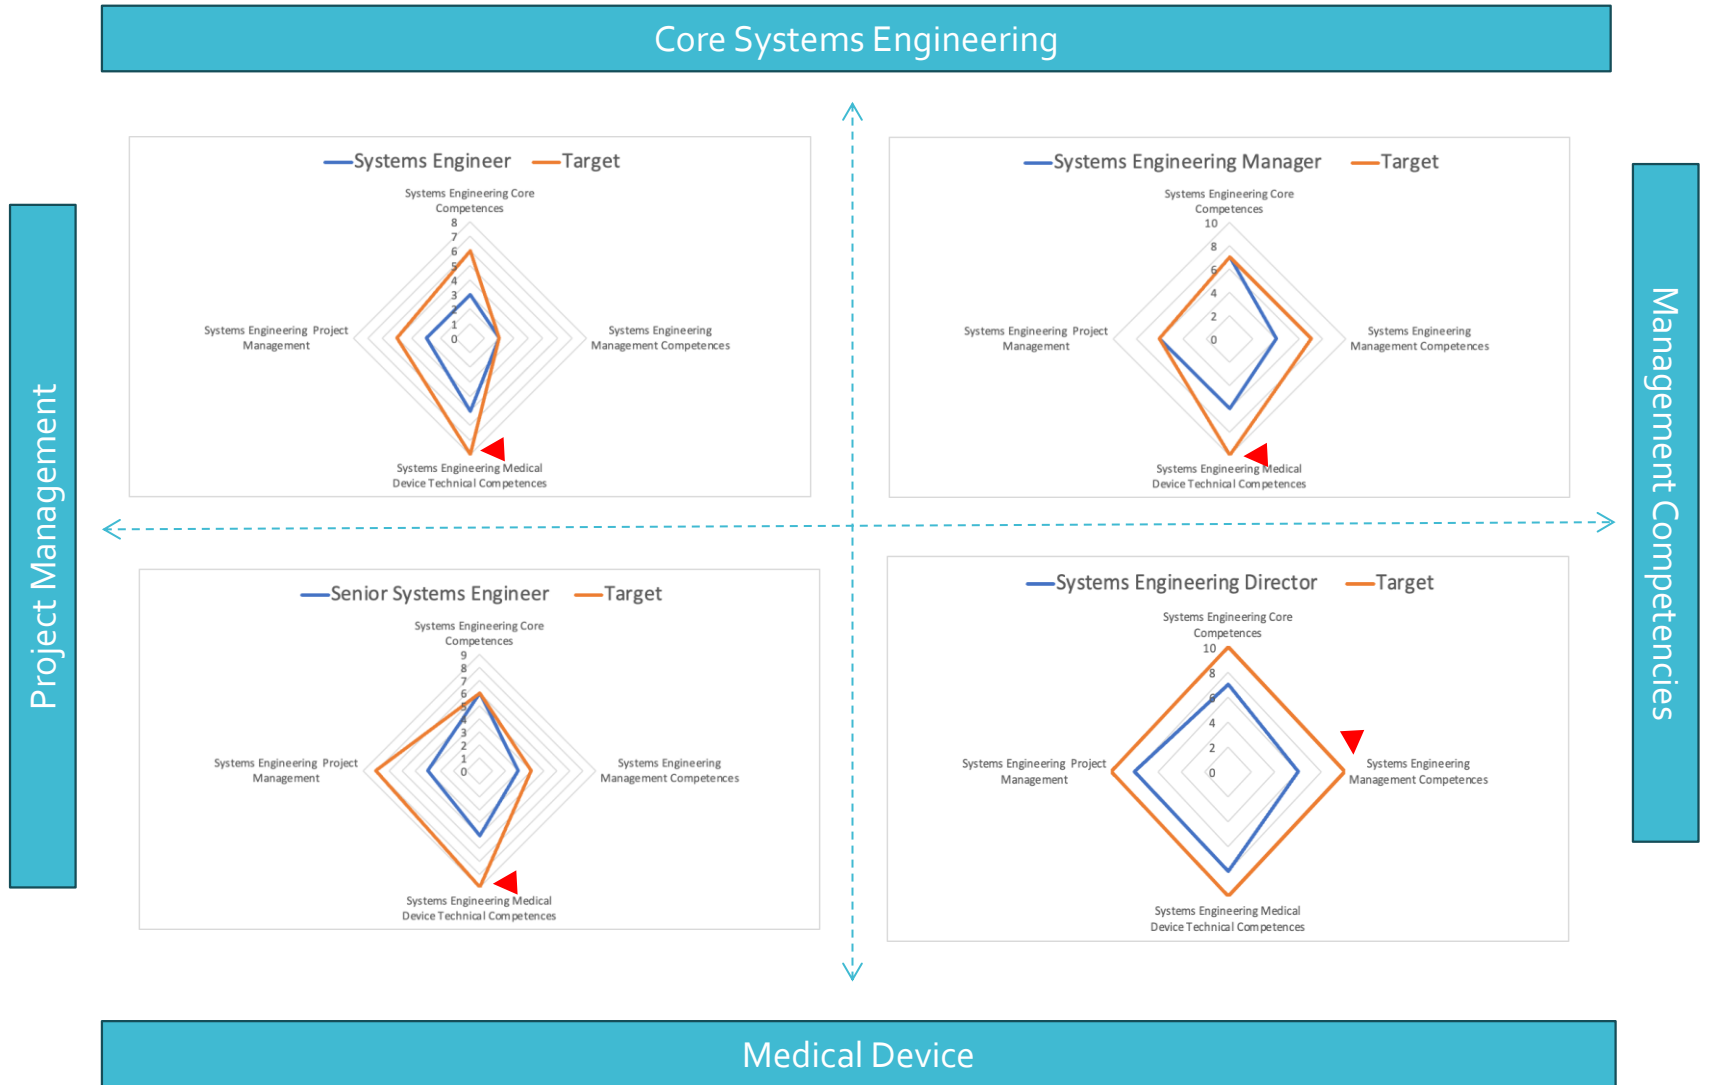 Core Systems Engineering
Project Management
Systems Engineer Target
Systems Engineering Core
Competences
8
7
6
5
4
3
2
1
0
Systems Engineering Project
Management
Systems Engineering
Management Competences
Systems Engineering Medical
Device Technical Competences
Systems Engineering Manager Target
Systems Engineering Core
Competences
10
8
6
4
2
0
Systems Engineering Project
Management
Systems Engineering
Management Competences
Systems Engineering Medical
Device Technical Competences
Management Competencies
Senior Systems Engineer Target
Systems Engineering Core
Competences
9
8
7
6
5
4
3
2
1
0
Systems Engineering Project
Management
Systems Engineering
Management Competences
Systems Engineering Medical
Device Technical Competences
Systems Engineering Director Target
Systems Engineering Core
Competences
10
8
6
4
2
0
Systems Engineering Project
Management
Systems Engineering
Management Competences
Systems Engineering Medical
Device Technical Competences
Medical Device